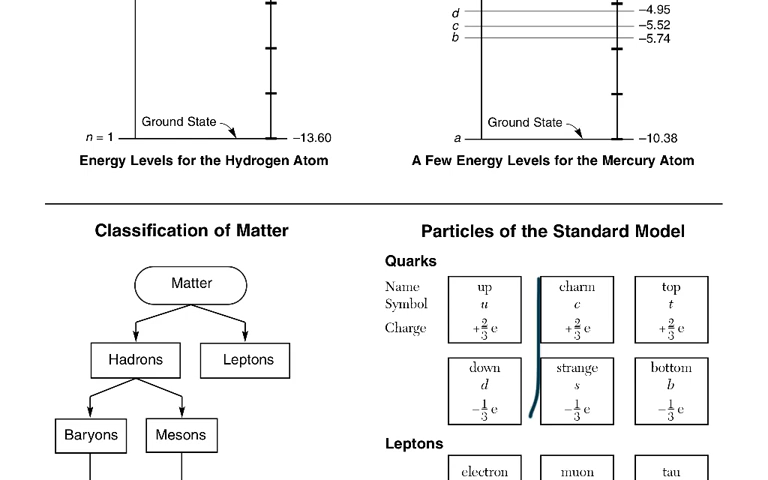 d
–4.95
c
–5.52
b
–5.74
Ground State
n = 1
–13.60
Energy Levels for the Hydrogen Atom
Ground State
a
–10.38
A Few Energy Levels for the Mercury Atom
Classification of Matter
Matter
Hadrons
Leptons
Baryons
Mesons
Particles of the Standard Model
Quarks
Name up charm top
Symbol u c t
Charge +2/3 e +2/3 e +2/3 e
down strange bottom
d s b
–1/3 e –1/3 e –1/3 e
Leptons
electron muon tau